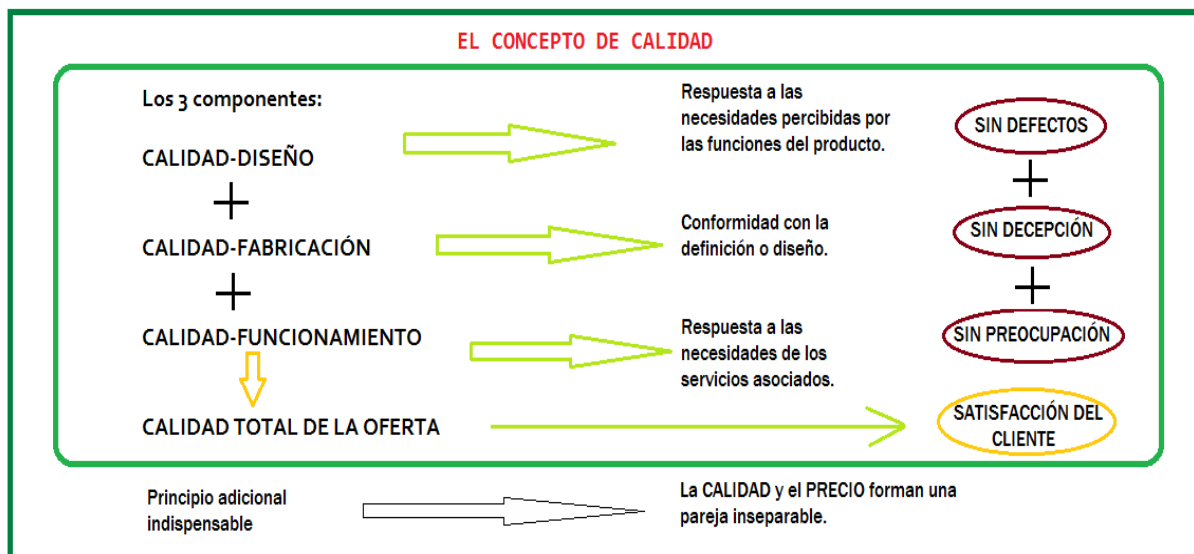 EL CONCEPTO DE CALIDAD
Los 3 componentes:
CALIDAD-DISEÑO
Respuesta a las
necesidades percibidas por
las funciones del producto.
SIN DEFECTOS
+
+
CALIDAD-FABRICACIÓN
Conformidad con la
definición o diseño.
SIN DECEPCIÓN
+
+
CALIDAD-FUNCIONAMIENTO
Respuesta a las
necesidades de los
servicios asociados.
SIN PREOCUPACIÓN
CALIDAD TOTAL DE LA OFERTA
SATISFACCIÓN DEL
CLIENTE
Principio adicional
indispensable
La CALIDAD y el PRECIO forman una
pareja inseparable.